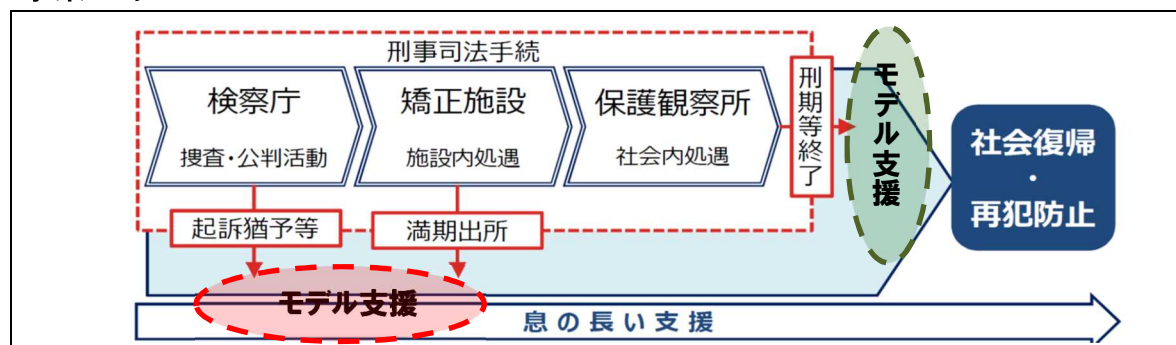 刑事司法手続
検察庁
捜査・公判活動
矯正施設
施設内処遇
保護観察所
社会内処遇
刑期等終了
モデル支援
社会復帰
・
再犯防止
起訴猶予等
満期出所
モデル支援
息の長い支援